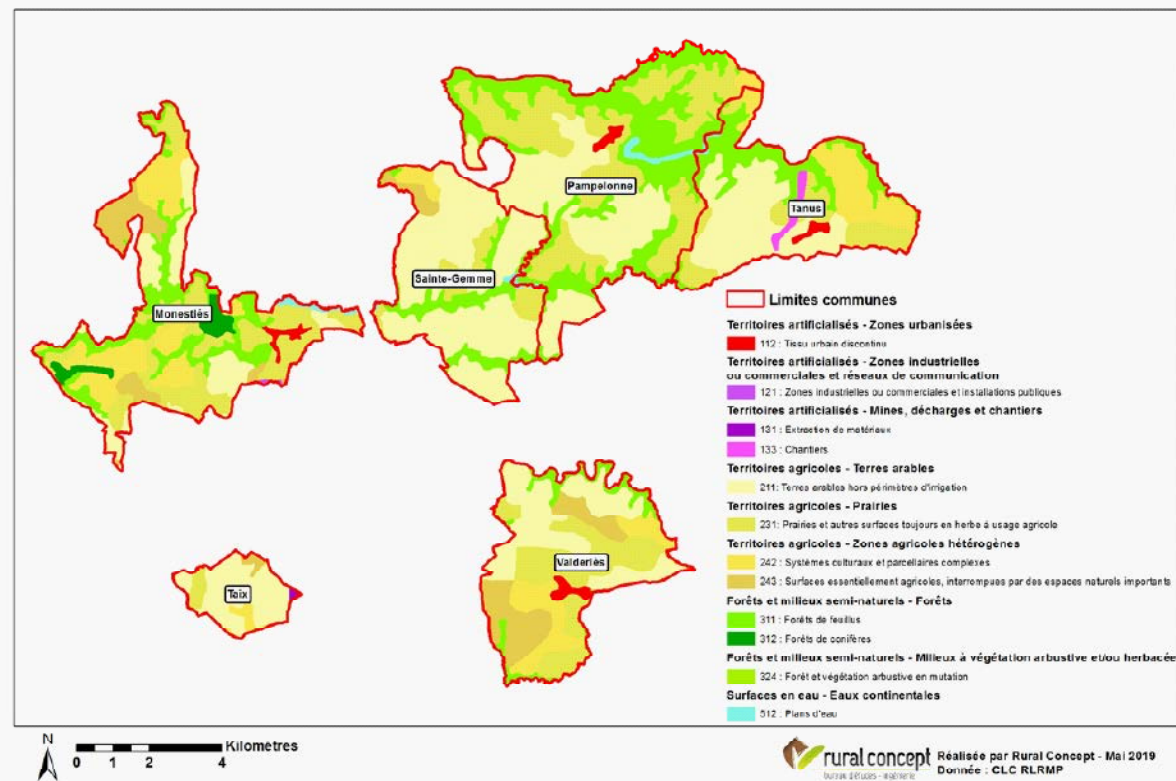 Pampelonne
Tanus
Sainte-Gemme
Monestiés
Valderiès
Taix
Limites communes
Territoires artificialisés - Zones urbanisées
112 : Tissu urbain discontinu
Territoires artificialisés - Zones industrielles
ou commerciales et réseaux de communication
121 : Zones industrielles ou commerciales et installations publiques
Territoires artificialisés - Mines, décharges et chantiers
131 : Extraction de matériaux
133 : Chantiers
Territoires agricoles - Terres arables
211: Terres arables hors périmètres d'irrigation
Territoires agricoles - Prairies
231: Prairies et autres surfaces toujours en herbe à usage agricole
Territoires agricoles - Zones agricoles hétérogènes
242 : Systèmes culturaux et parcellaires complexes
243 : Surfaces essentiellement agricoles, interrompues par des espaces naturels importants
Forêts et milieux semi-naturels - Forêts
311 : Forêts de feuillus
312 : Forêts de conifères
Forêts et milieux semi-naturels - Milieux à végétation arbustive et/ou herbacée
324 : Forêt et végétation arbustive en mutation
Surfaces en eau - Eaux continentales
512 : Plans d'eau
N
Kilomètres
0 1 2 4
rural concept
bureau d'études - ingénierie
Réalisée par Rural Concept - Mai 2019
Donnée : CLC RLRMP